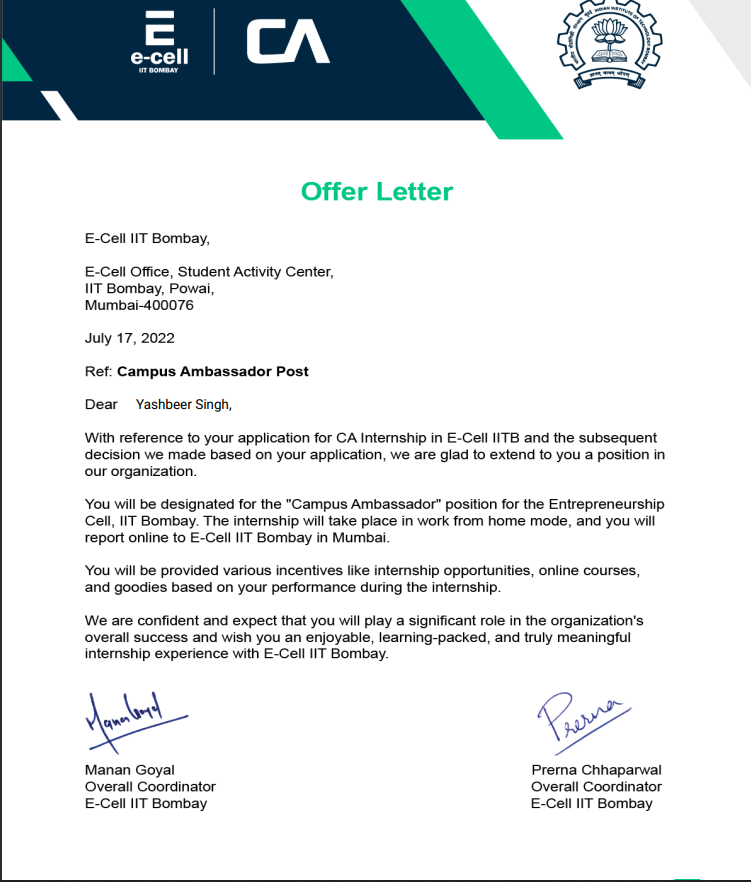 e-cell
IIT BOMBAY
CA
INDIAN INSTITUTE OF TECHNOLOGY BOMBAY
ज्ञानम् परमम् ध्येयम्
Offer Letter
E-Cell IIT Bombay,
E-Cell Office, Student Activity Center,
IIT Bombay, Powai,
Mumbai-400076
July 17, 2022
Ref: Campus Ambassador Post
Dear Yashbeer Singh,
With reference to your application for CA Internship in E-Cell IITB and the subsequent
decision we made based on your application, we are glad to extend to you a position in
our organization.
You will be designated for the "Campus Ambassador" position for the Entrepreneurship
Cell, IIT Bombay. The internship will take place in work from home mode, and you will
report online to E-Cell IIT Bombay in Mumbai.
You will be provided various incentives like internship opportunities, online courses,
and goodies based on your performance during the internship.
We are confident and expect that you will play a significant role in the organization's
overall success and wish you an enjoyable, learning-packed, and truly meaningful
internship experience with E-Cell IIT Bombay.
Manan Goyal Prerna
Manan Goyal Prerna Chhaparwal
Overall Coordinator Overall Coordinator
E-Cell IIT Bombay E-Cell IIT Bombay